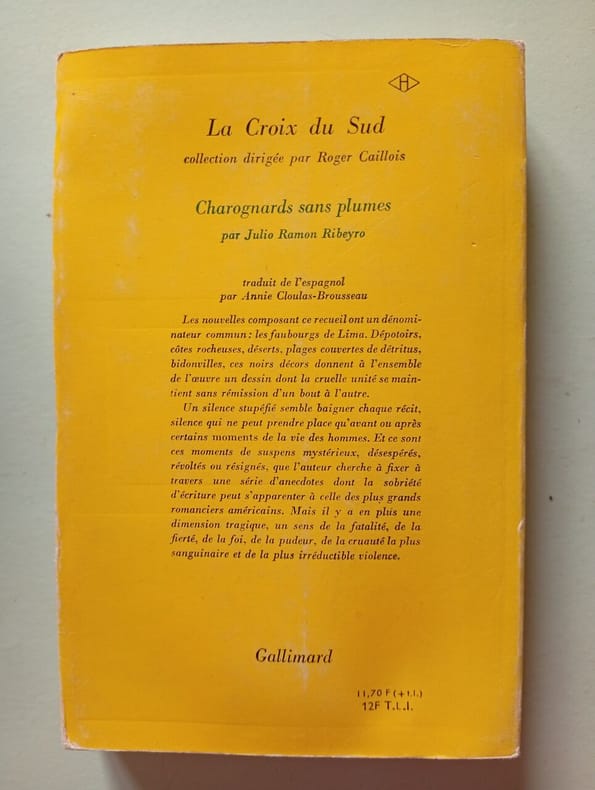 H
La Croix du Sud
collection dirigée par Roger Caillois
Charognards sans plumes
par Julio Ramon Ribeyro
traduit de l'espagnol
par Annie Cloulas-Brousseau
Les nouvelles composant ce recueil ont un dénomi-
nateur commun : les faubourgs de Lima. Dépotoirs,
côtes rocheuses, déserts, plages couvertes de détritus,
bidonvilles, ces noirs décors donnent à l'ensemble
de l'œuvre un dessin dont la cruelle unité se main-
tient sans rémission d'un bout à l'autre.
Un silence stupéfié semble baigner chaque récit,
silence qui ne peut prendre place qu'avant ou après
certains moments de la vie des hommes. Et ce sont
ces moments de suspens mystérieux, désespérés,
révoltés ou résignés, que l'auteur cherche à fixer à
travers une série d'anecdotes dont la sobriété
d'écriture peut s'apparenter à celle des plus grands
romanciers américains. Mais il y a en plus une
dimension tragique, un sens de la fatalité, de la
fierté, de la foi, de la pudeur, de la cruauté la plus
sanguinaire et de la plus irréductible violence.
Gallimard
11,70 F (+t.l.)
12F T.L.I.